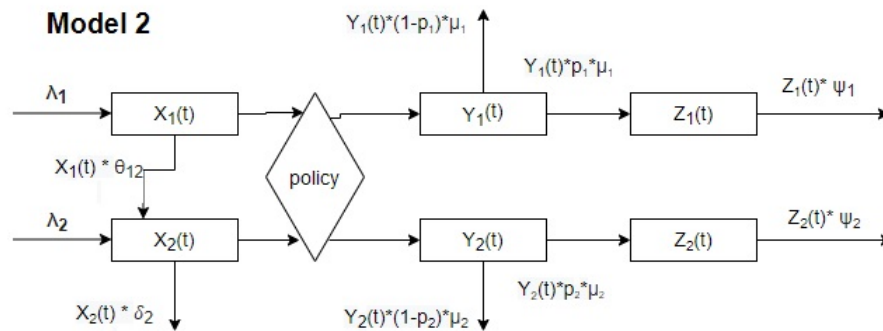 Model 2
Y₁(t)*(1-p₁)*μ₁
Y₁(t)*p₁*μ₁
Z₁(t)* ψ₁
λ₁
X₁(t)
Y₁(t)
Z₁(t)
X₁(t) * θ₁₂
policy
λ₂
X₂(t)
Y₂(t)
Z₂(t)
Z₂(t)* ψ₂
X₂(t) * δ₂
Y₂(t)*(1-p₂)*μ₂
Y₂(t)*p₂*μ₂